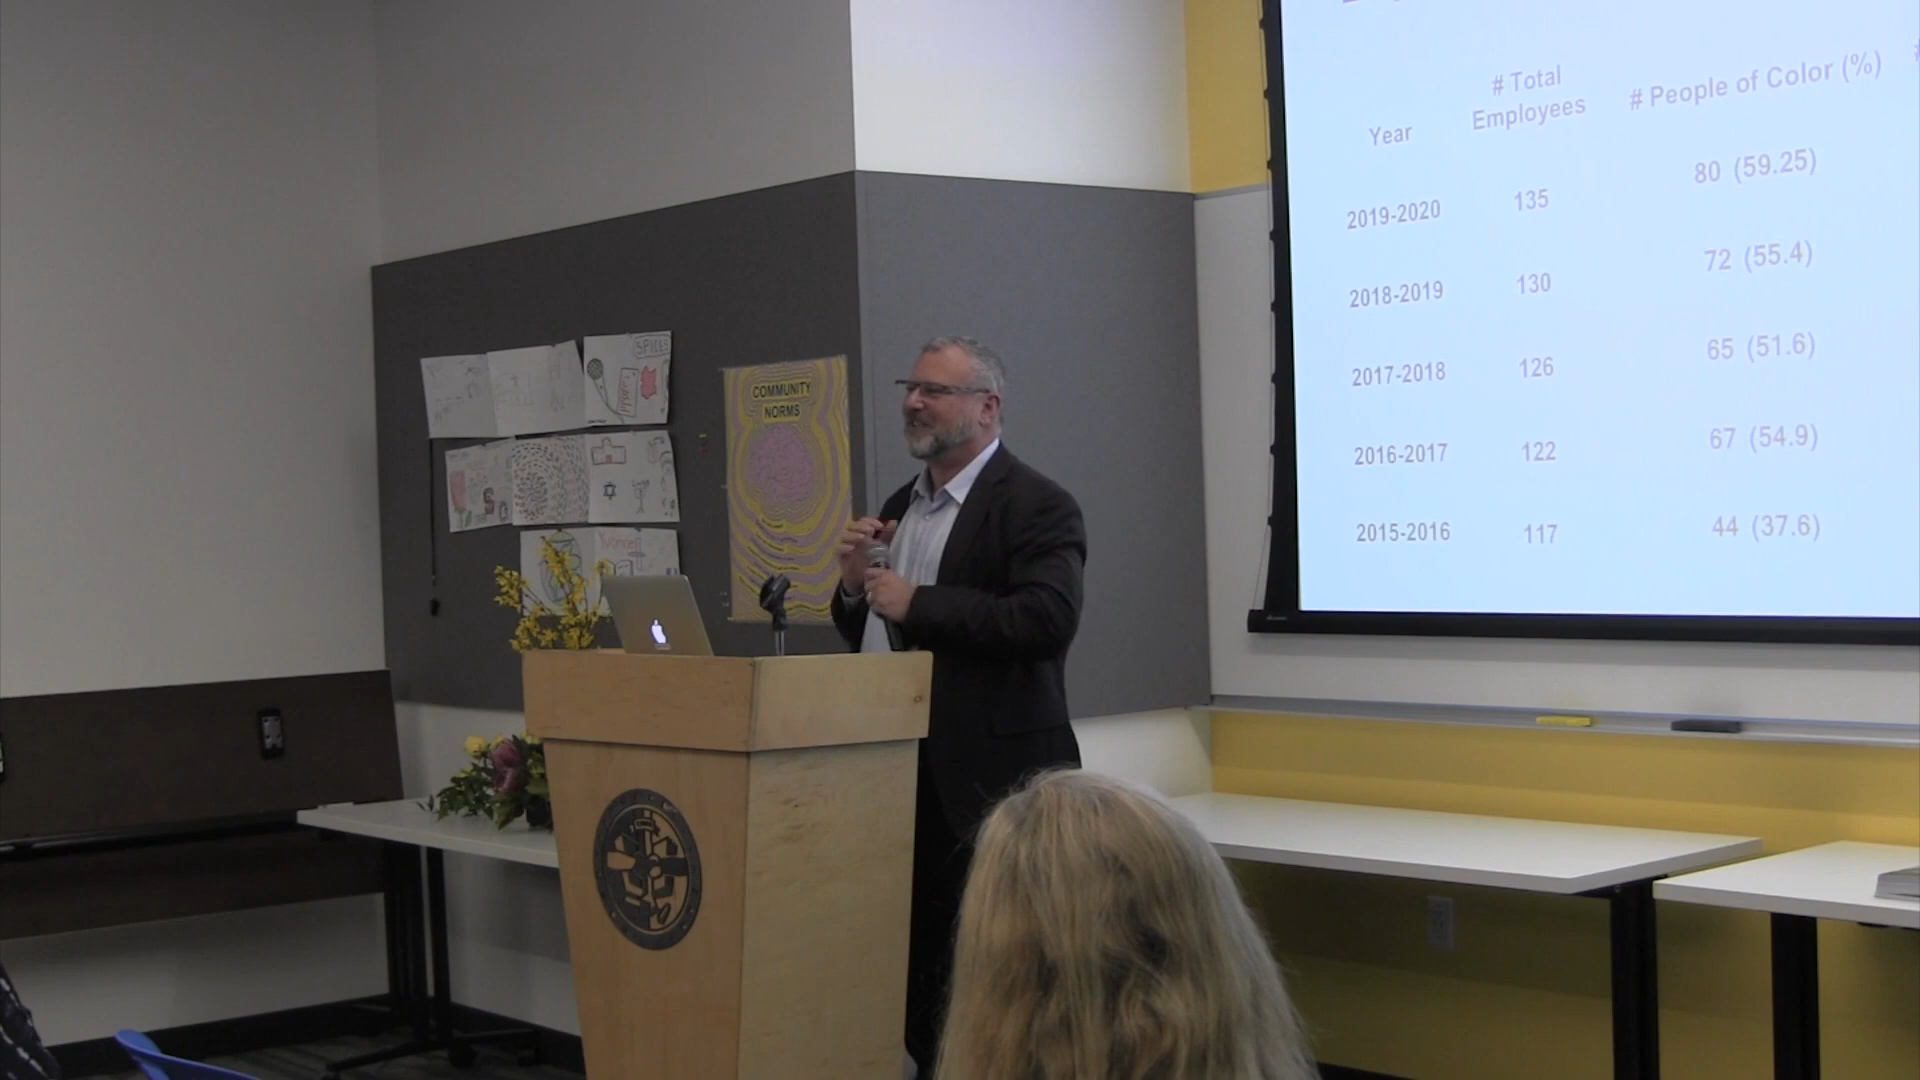 # Total
Employees
# People of Color (%)
Year
2019-2020 135 80 (59.25)
2018-2019 130 72 (55.4)
2017-2018 126 65 (51.6)
2016-2017 122 67 (54.9)
2015-2016 117 44 (37.6)
SPICES
COMMUNITY
NORMS